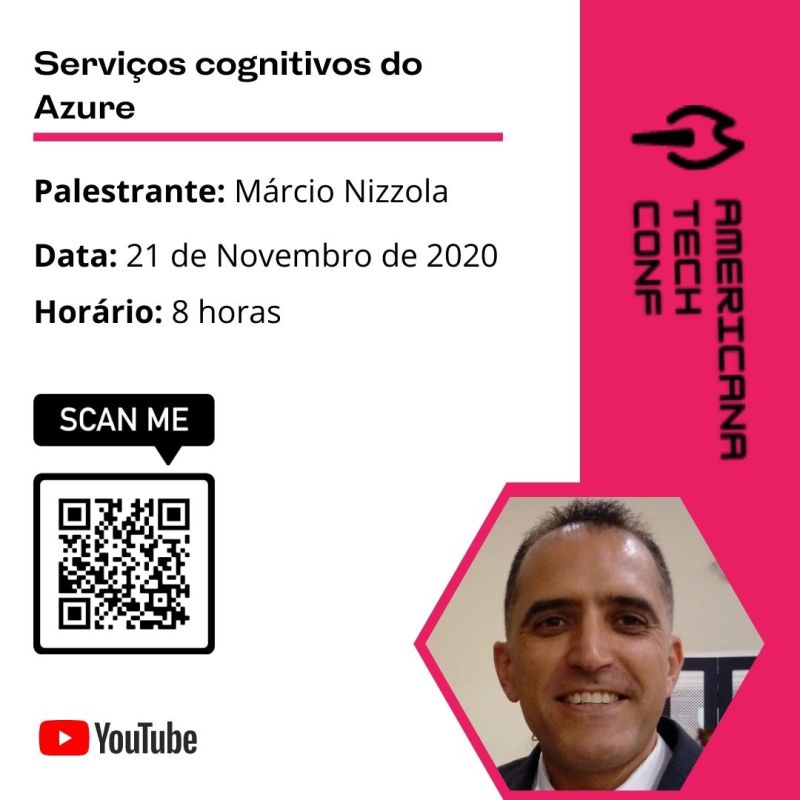 Serviços cognitivos do
Azure
Palestrante: Márcio Nizzola
Data: 21 de Novembro de 2020
Horário: 8 horas
SCAN ME
YouTube
AMERICANA
TECH
CONF